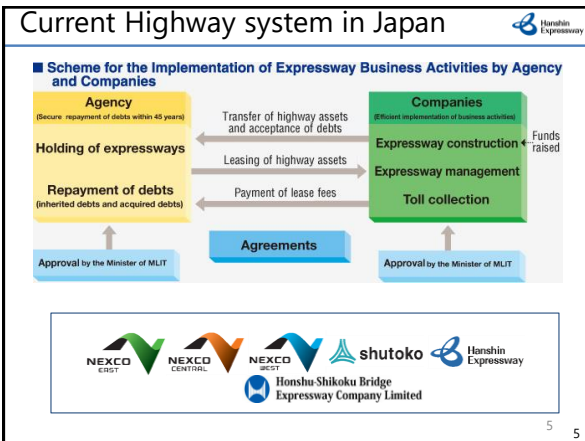 Current Highway system in Japan
Hanshin
Expressway
■ Scheme for the Implementation of Expressway Business Activities by Agency
and Companies
Agency
(Secure repayment of debts within 45 years)
Holding of expressways
Repayment of debts
(inherited debts and acquired debts)
Transfer of highway assets
and acceptance of debts
Leasing of highway assets
Payment of lease fees
Companies
(Efficient implementation of business activities)
Expressway construction
Expressway management
Toll collection
Funds
raised
Approval by the Minister of MLIT
Agreements
Approval by the Minister of MLIT
NEXCO
EAST
NEXCO
CENTRAL
NEXCO
WEST
shutoko
Hanshin
Expressway
Honshu-Shikoku Bridge
Expressway Company Limited
5
5